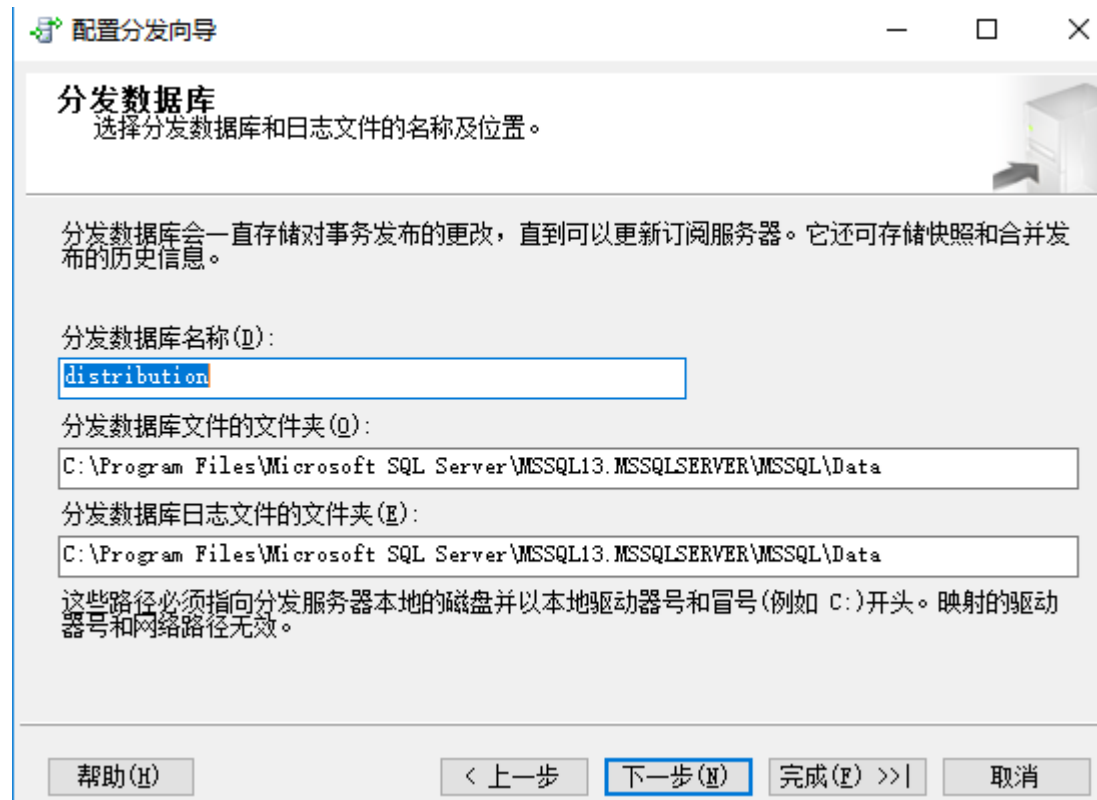 配置分发向导
分发数据库
选择分发数据库和日志文件的名称及位置。
分发数据库会一直存储对事务发布的更改，直到可以更新订阅服务器。它还可存储快照和合并发
布的历史信息。
分发数据库名称(D):
distribution
分发数据库文件的文件夹(O):
C:\Program Files\Microsoft SQL Server\MSSQL13.MSSQLSERVER\MSSQL\Data
分发数据库日志文件的文件夹(E):
C:\Program Files\Microsoft SQL Server\MSSQL13.MSSQLSERVER\MSSQL\Data
这些路径必须指向分发服务器本地的磁盘并以本地驱动器号和冒号(例如 C:)开头。映射的驱动
器号和网络路径无效。
帮助(H) < 上一步 下一步(N) 完成(F) >>| 取消